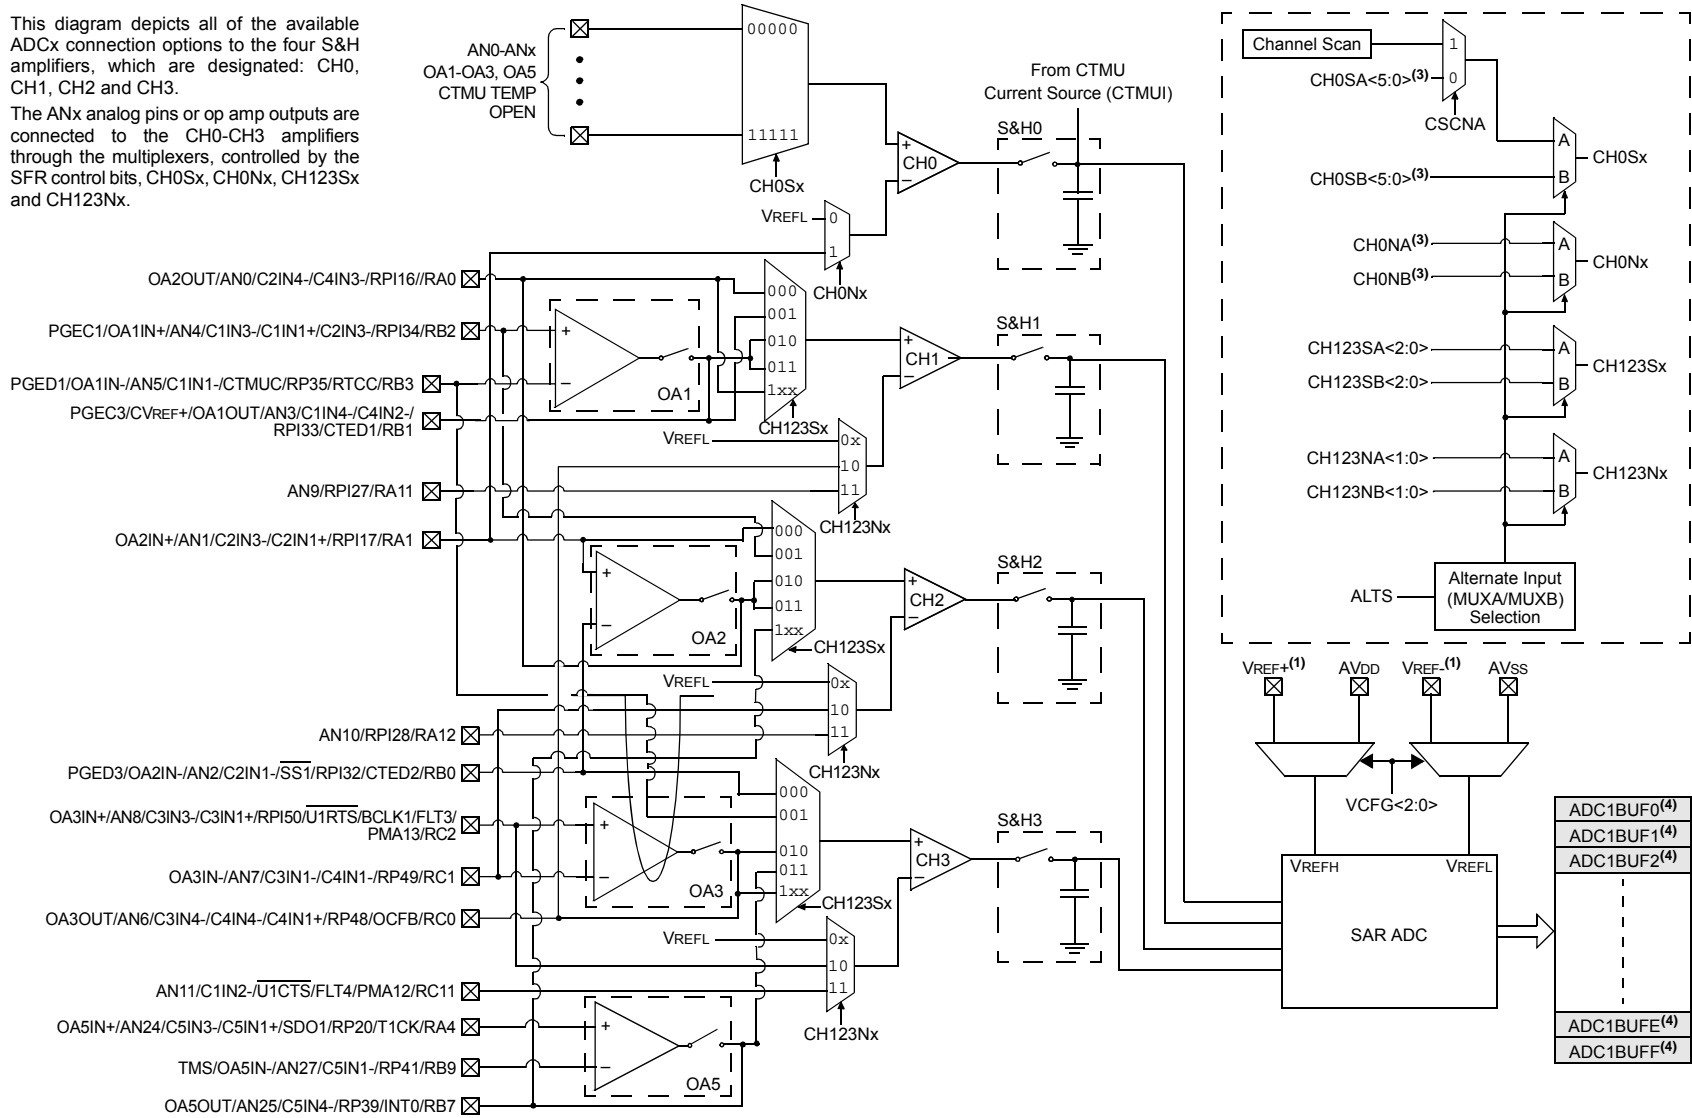 This diagram depicts all of the available
ADCx connection options to the four S&H
amplifiers, which are designated: CH0,
CH1, CH2 and CH3.
The ANx analog pins or op amp outputs are
connected to the CH0-CH3 amplifiers
through the multiplexers, controlled by the
SFR control bits, CH0Sx, CH0Nx, CH123Sx
and CH123Nx.
AN0-ANx
OA1-OA3, OA5
CTMU TEMP
OPEN
00000
11111
CH0Sx
From CTMU
Current Source (CTMUI)
S&H0
+
CH0
–
VREFL
0
1
CH0Nx
OA2OUT/AN0/C2IN4-/C4IN3-/RPI16//RA0
PGEC1/OA1IN+/AN4/C1IN3-/C1IN1+/C2IN3-/RPI34/RB2
PGED1/OA1IN-/AN5/C1IN1-/CTMUC/RP35/RTCC/RB3
PGEC3/CVREF+/OA1OUT/AN3/C1IN4-/C4IN2-/
RPI33/CTED1/RB1
+
–
OA1
000
001
010
011
1xx
CH123Sx
S&H1
+
CH1
–
VREFL
0x
10
11
CH123Nx
AN9/RPI27/RA11
OA2IN+/AN1/C2IN3-/C2IN1+/RPI17/RA1
+
–
OA2
000
001
010
011
1xx
CH123Sx
S&H2
+
CH2
–
VREFL
0x
10
11
CH123Nx
AN10/RPI28/RA12
PGED3/OA2IN-/AN2/C2IN1-/SS1/RPI32/CTED2/RB0
OA3IN+/AN8/C3IN3-/C3IN1+/RPI50/U1RTS/BCLK1/FLT3/
PMA13/RC2
OA3IN-/AN7/C3IN1-/C4IN1-/RP49/RC1
OA3OUT/AN6/C3IN4-/C4IN4-/C4IN1+/RP48/OCFB/RC0
+
–
OA3
000
001
010
011
1xx
CH123Sx
S&H3
+
CH3
–
VREFL
0x
10
11
CH123Nx
AN11/C1IN2-/U1CTS/FLT4/PMA12/RC11
OA5IN+/AN24/C5IN3-/C5IN1+/SDO1/RP20/T1CK/RA4
TMS/OA5IN-/AN27/C5IN1-/RP41/RB9
OA5OUT/AN25/C5IN4-/RP39/INT0/RB7
+
–
OA5
Channel Scan
1
CH0SA<5:0>(3)
0
CSCNA
A
CH0Sx
CH0SB<5:0>(3)
B
CH0NA(3)
A
CH0Nx
CH0NB(3)
B
CH123SA<2:0>
A
CH123Sx
CH123SB<2:0>
B
CH123NA<1:0>
A
CH123Nx
CH123NB<1:0>
B
ALTS
Alternate Input
(MUXA/MUXB)
Selection
VREF+(1)
AVDD
VREF-(1)
AVSS
VCFG<2:0>
VREFH
VREFL
SAR ADC
ADC1BUF0(4)
ADC1BUF1(4)
ADC1BUF2(4)
ADC1BUFE(4)
ADC1BUFF(4)